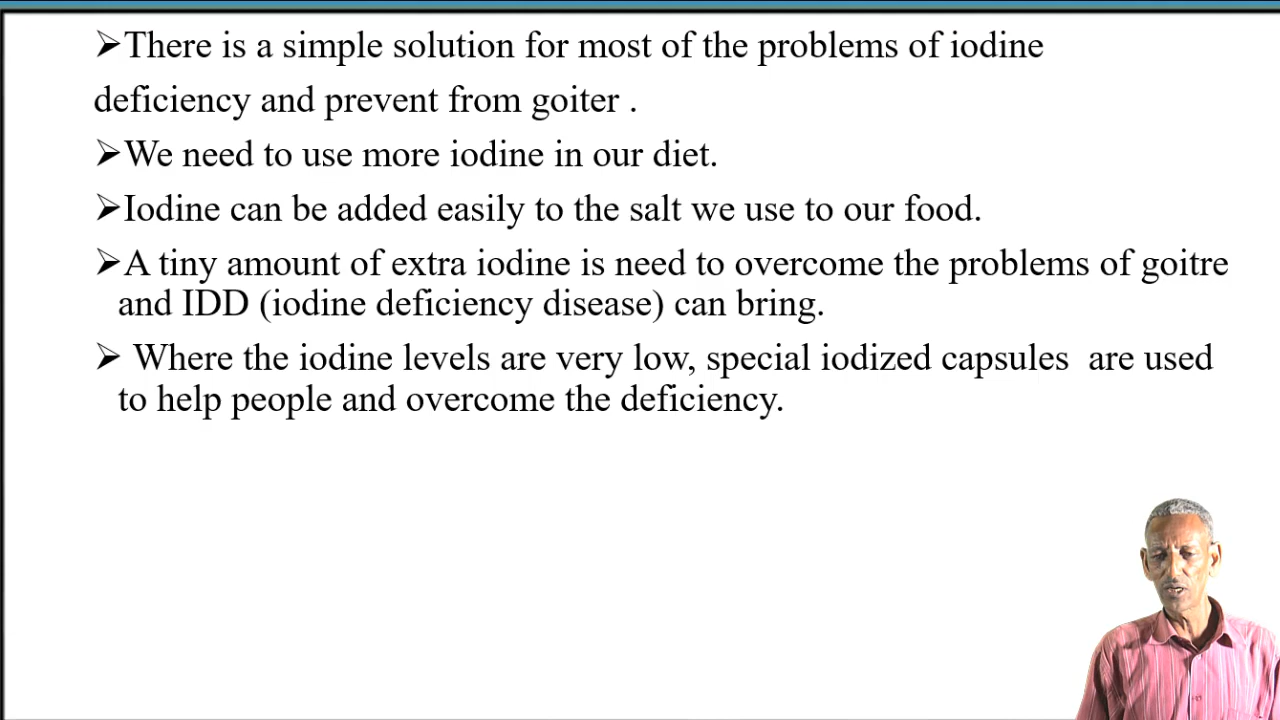 ➢There is a simple solution for most of the problems of iodine
deficiency and prevent from goiter .
➢We need to use more iodine in our diet.
➢Iodine can be added easily to the salt we use to our food.
➢A tiny amount of extra iodine is need to overcome the problems of goitre
and IDD (iodine deficiency disease) can bring.
➢ Where the iodine levels are very low, special iodized capsules  are used
to help people and overcome the deficiency.